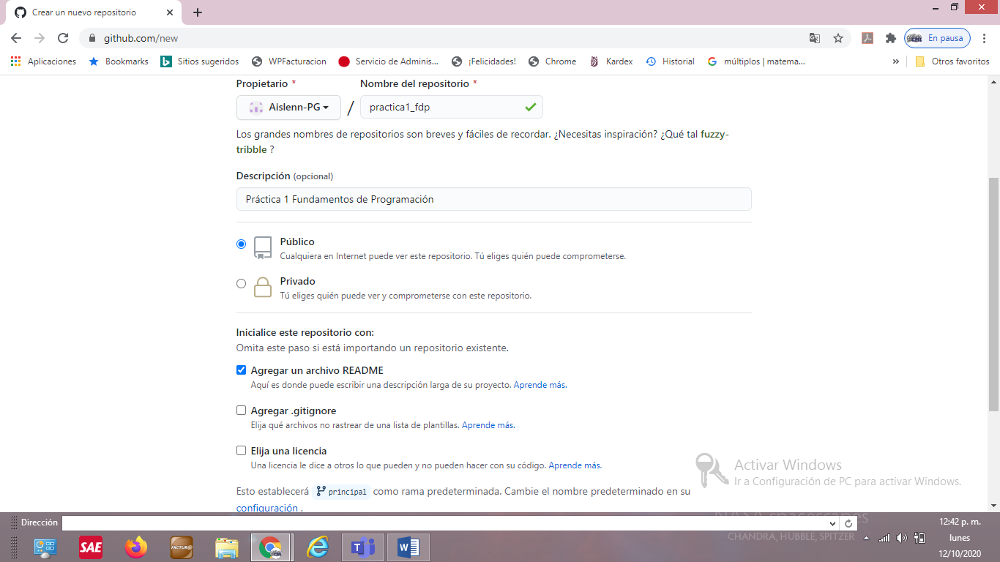 Crear un nuevo repositorio
github.com/new
En pausa
Aplicaciones Bookmarks Sitios sugeridos WPFacturacion Servicio de Adminis... ¡Felicidades! Chrome Kardex Historial múltiplos | matema... » Otros favoritos
Propietario * Nombre del repositorio *
Aislenn-PG / practica1_fdp
Los grandes nombres de repositorios son breves y fáciles de recordar. ¿Necesitas inspiración? ¿Qué tal fuzzy-
tribble ?
Descripción (opcional)
Práctica 1 Fundamentos de Programación
Público
Cualquiera en Internet puede ver este repositorio. Tú eliges quién puede comprometerse.
Privado
Tú eliges quién puede ver y comprometerse con este repositorio.
Inicialice este repositorio con:
Omita este paso si está importando un repositorio existente.
Agregar un archivo README
Aquí es donde puede escribir una descripción larga de su proyecto. Aprende más.
Agregar .gitignore
Elija qué archivos no rastrear de una lista de plantillas. Aprende más.
Elija una licencia
Una licencia le dice a otros lo que pueden y no pueden hacer con su código. Aprende más.
Activar Windows
Ir a Configuración de PC para activar Windows.
Esto establecerá principal como rama predeterminada. Cambie el nombre predeterminado en su
configuración .
Dirección
NASA spacescapes
CHANDRA, HUBBLE, SPITZER
SAE
FACTUR@
12:42 p. m.
lunes
12/10/2020